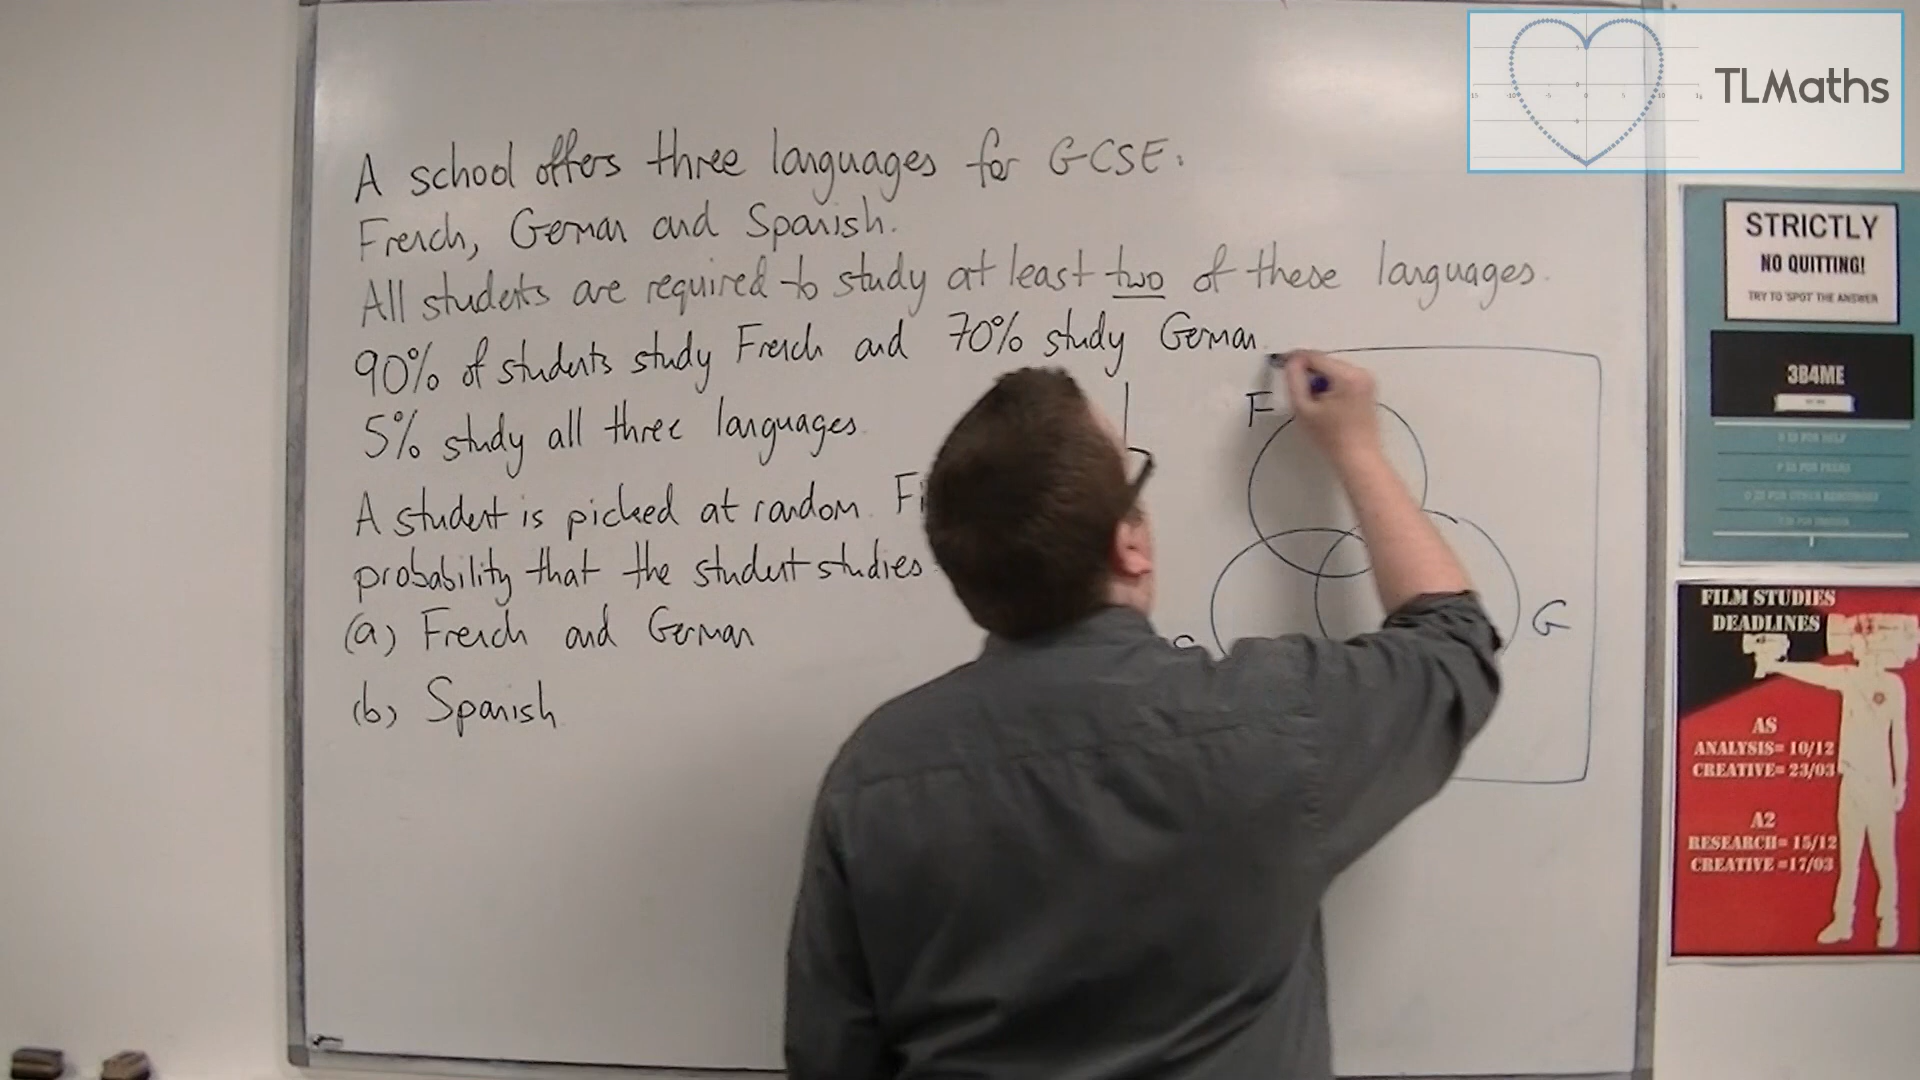 TLMaths
A school offers three languages for GCSE:
French, German and Spanish.
All students are required to study at least two of these languages.
90% of students study French and 70% study German
5% study all three languages
A student is picked at random
probability that the student studies
(a) French and German
(b) Spanish
F
G
STRICTLY
NO QUITTING!
TRY TO 'SPOT' THE ANSWER
3B4ME
FILM STUDIES
DEADLINES
AS
ANALYSIS= 10/12
CREATIVE= 23/03
A2
RESEARCH= 15/12
CREATIVE =17/03